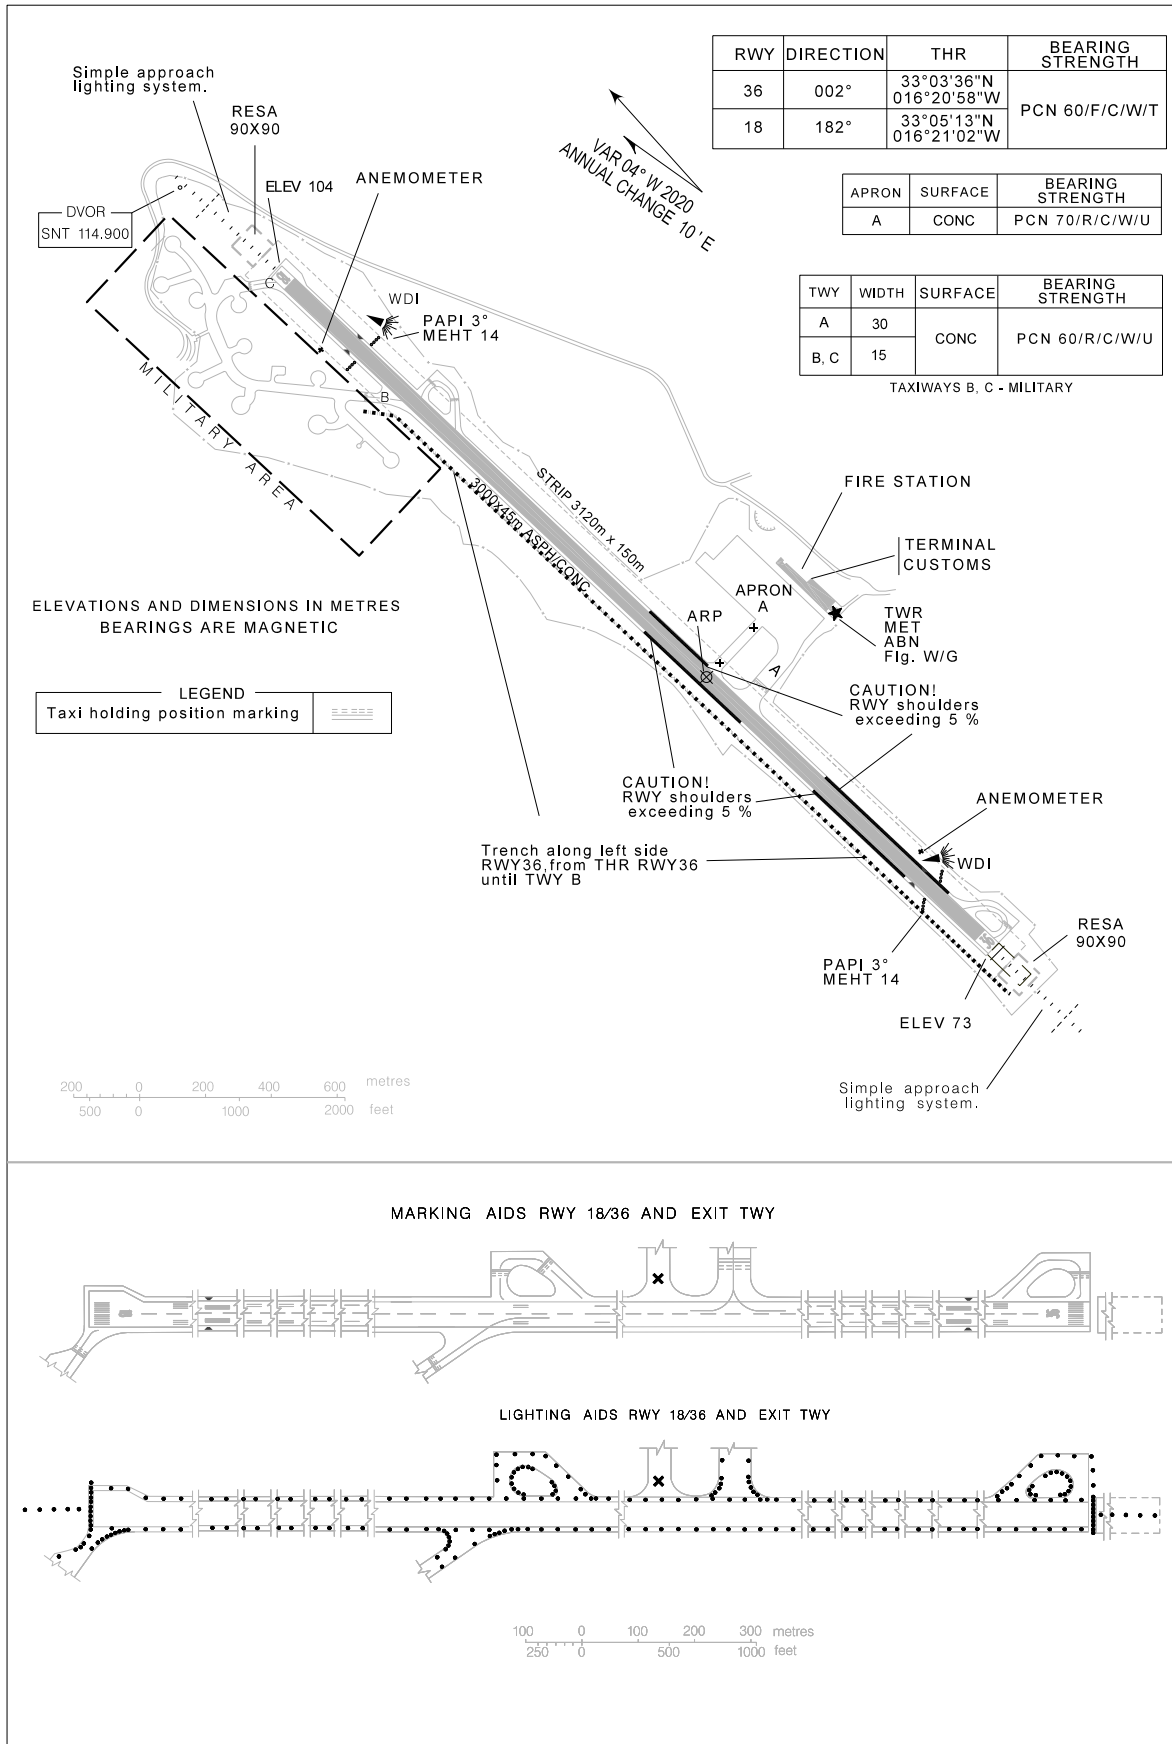 RWY DIRECTION THR BEARING STRENGTH
36 002° 33°03'36"N 016°20'58"W PCN 60/F/C/W/T
18 182° 33°05'13"N 016°21'02"W
Simple approach
lighting system.
RESA
90X90
ELEV 104
ANEMOMETER
VAR 04° W 2020
ANNUAL CHANGE 10' E
APRON SURFACE BEARING STRENGTH
A CONC PCN 70/R/C/W/U
DVOR
SNT 114.900
C
WDI
PAPI 3°
MEHT 14
TWY WIDTH SURFACE BEARING STRENGTH
A 30 CONC PCN 60/R/C/W/U
B, C 15
TAXIWAYS B, C - MILITARY
B
MILITARY AREA
STRIP 3120m x 150m
3000x45m ASPH/CONC
FIRE STATION
TERMINAL
CUSTOMS
APRON
A
ARP
TWR
MET
ABN
Flg. W/G
ELEVATIONS AND DIMENSIONS IN METRES
BEARINGS ARE MAGNETIC
A
LEGEND
Taxi holding position marking
CAUTION!
RWY shoulders
exceeding 5 %
CAUTION!
RWY shoulders
exceeding 5 %
ANEMOMETER
WDI
Trench along left side
RWY36,from THR RWY36
until TWY B
RESA
90X90
PAPI 3°
MEHT 14
ELEV 73
Simple approach
lighting system.
200 0 200 400 600 metres
500 0 1000 2000 feet
MARKING AIDS RWY 18/36 AND EXIT TWY
LIGHTING AIDS RWY 18/36 AND EXIT TWY
100 0 100 200 300 metres
250 0 500 1000 feet